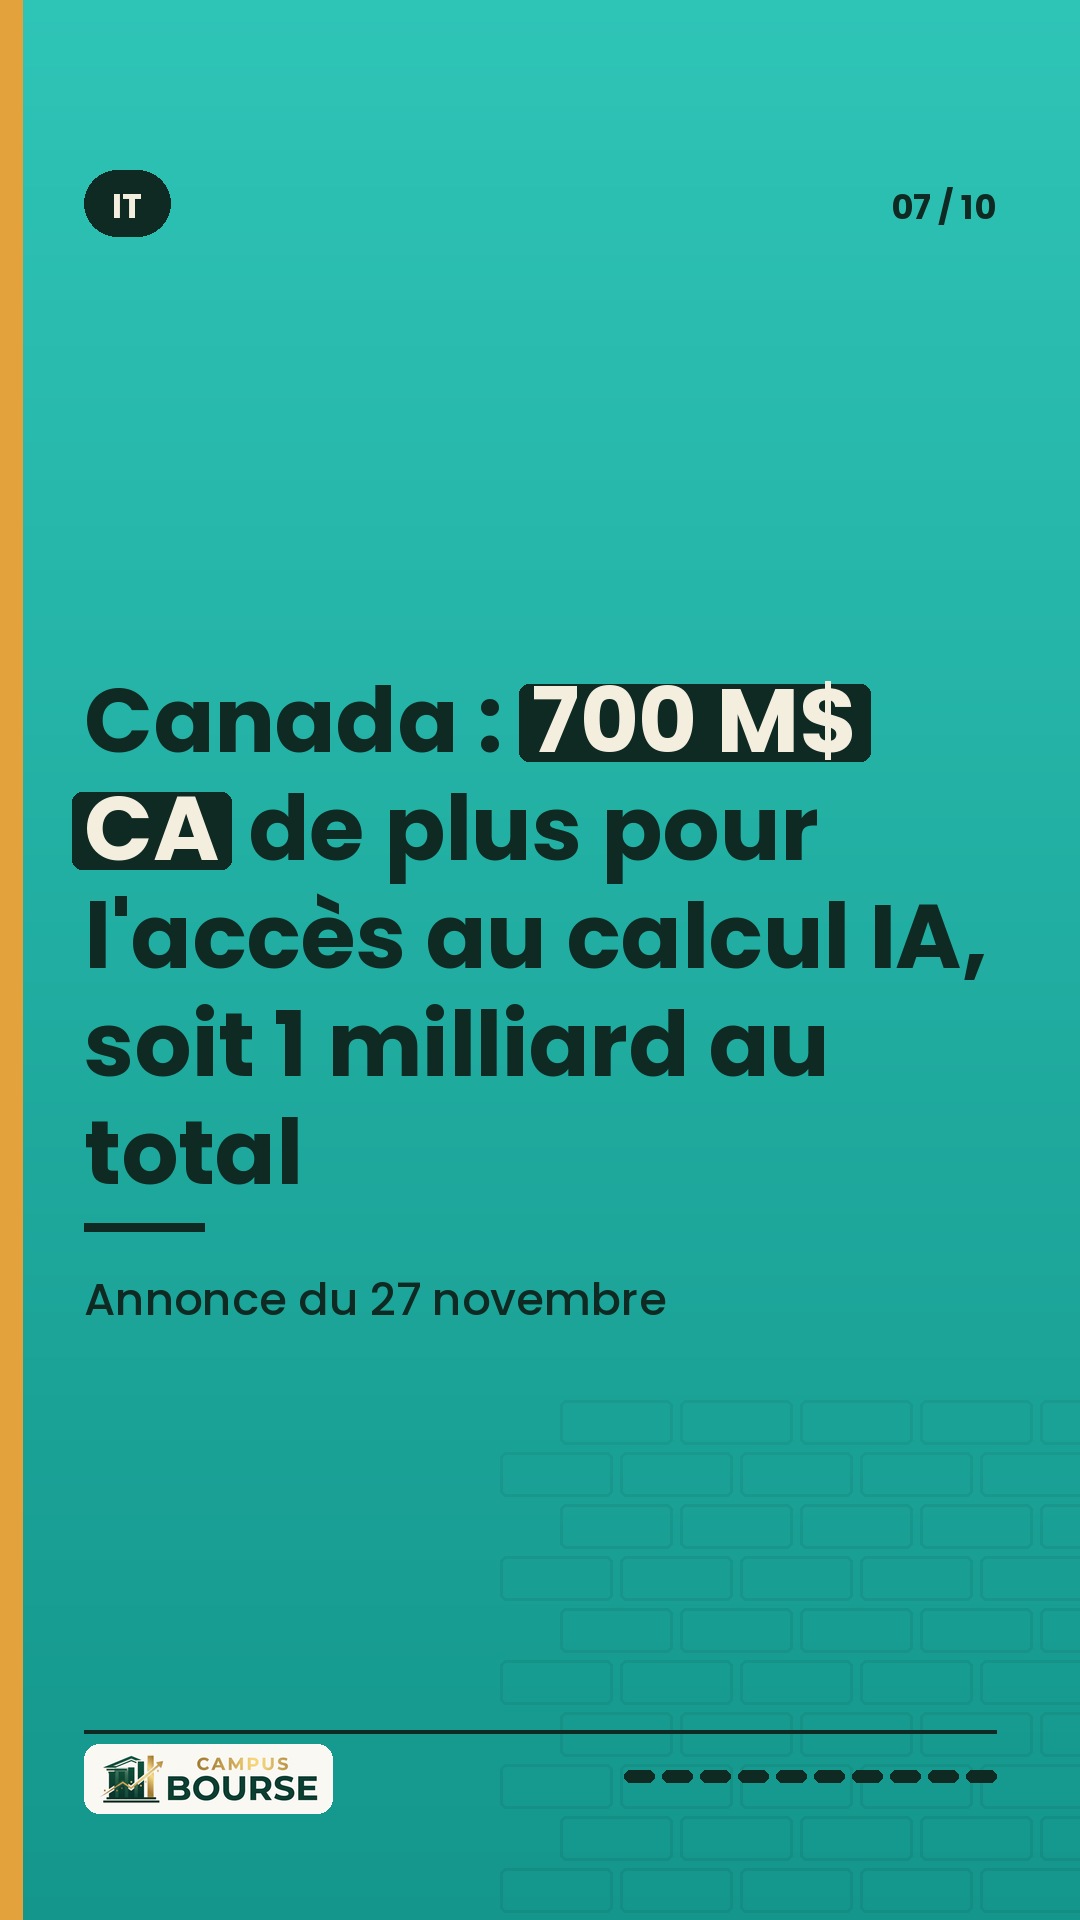 IT
07 / 10
Canada : 700 M$
CA de plus pour
l'accès au calcul IA,
soit 1 milliard au
total
Annonce du 27 novembre
CAMPUS
BOURSE